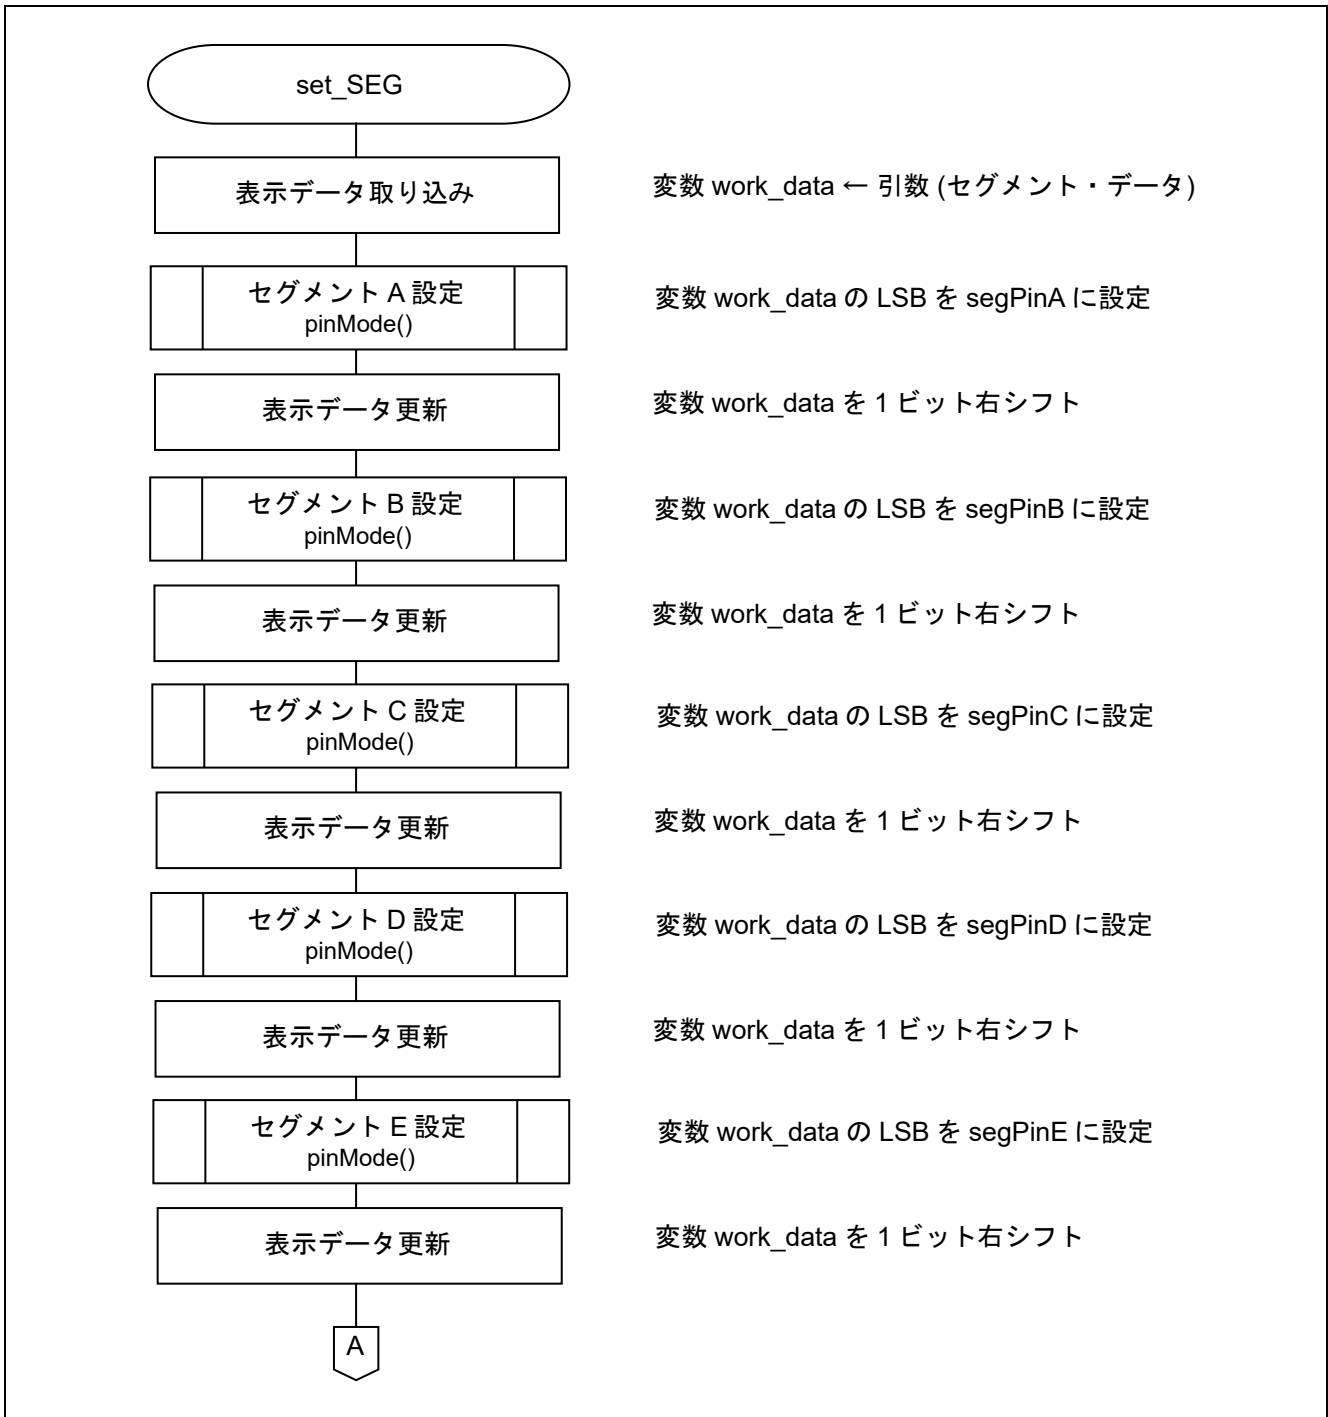 set_SEG
表示データ取り込み
変数 work_data ← 引数 (セグメント・データ)
セグメント A 設定
pinMode()
変数 work_data の LSB を segPinA に設定
表示データ更新
変数 work_data を 1 ビット右シフト
セグメント B 設定
pinMode()
変数 work_data の LSB を segPinB に設定
表示データ更新
変数 work_data を 1 ビット右シフト
セグメント C 設定
pinMode()
変数 work_data の LSB を segPinC に設定
表示データ更新
変数 work_data を 1 ビット右シフト
セグメント D 設定
pinMode()
変数 work_data の LSB を segPinD に設定
表示データ更新
変数 work_data を 1 ビット右シフト
セグメント E 設定
pinMode()
変数 work_data の LSB を segPinE に設定
表示データ更新
変数 work_data を 1 ビット右シフト
A